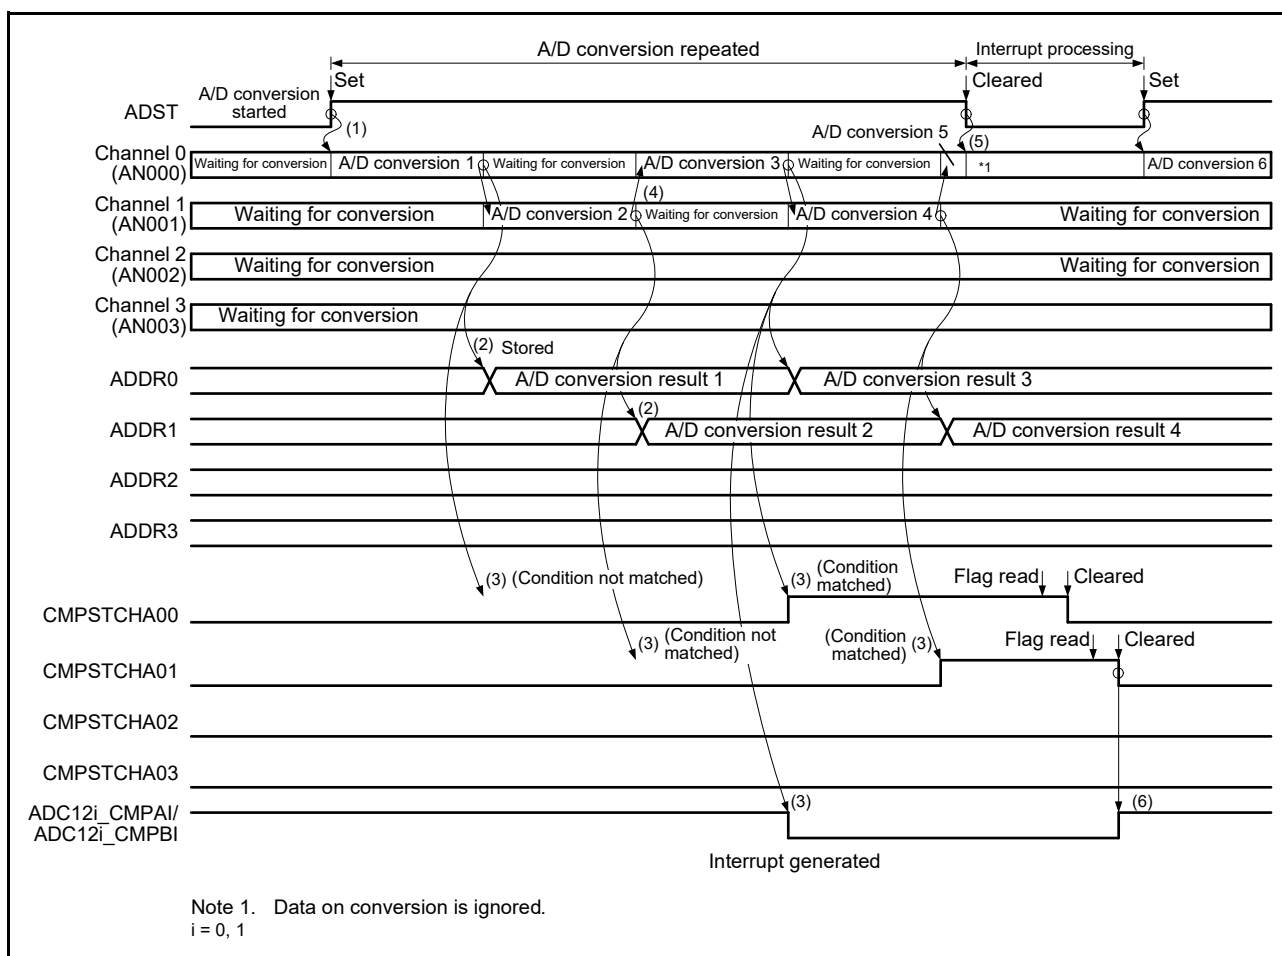 A/D conversion repeated
Interrupt processing
Set
Cleared
Set
A/D conversion
started
ADST
(1)
A/D conversion 5
(5)
Channel 0
(AN000)
Waiting for conversion
A/D conversion 1
Waiting for conversion
A/D conversion 3
Waiting for conversion
*1
A/D conversion 6
(4)
Channel 1
(AN001)
Waiting for conversion
A/D conversion 2
Waiting for conversion
A/D conversion 4
Waiting for conversion
Channel 2
(AN002)
Waiting for conversion
Waiting for conversion
Channel 3
(AN003)
Waiting for conversion
(2) Stored
ADDR0
A/D conversion result 1
A/D conversion result 3
(2)
ADDR1
A/D conversion result 2
A/D conversion result 4
ADDR2
ADDR3
(3) (Condition not matched)
(3) (Condition
matched)
Flag read
Cleared
CMPSTCHA00
(3) (Condition not
matched)
(Condition (3)
matched)
Flag read
Cleared
CMPSTCHA01
CMPSTCHA02
CMPSTCHA03
ADC12i_CMPAI/
ADC12i_CMPBI
(3)
(6)
Interrupt generated
Note 1. Data on conversion is ignored.
i = 0, 1